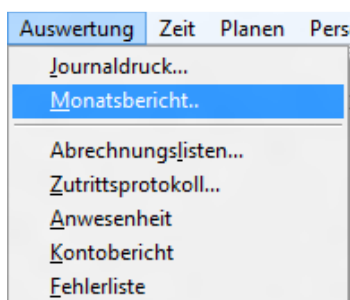 Auswertung Zeit Planen Pers
Journaldruck...
Monatsbericht..
Abrechnungslisten...
Zutrittsprotokoll...
Anwesenheit
Kontobericht
Fehlerliste